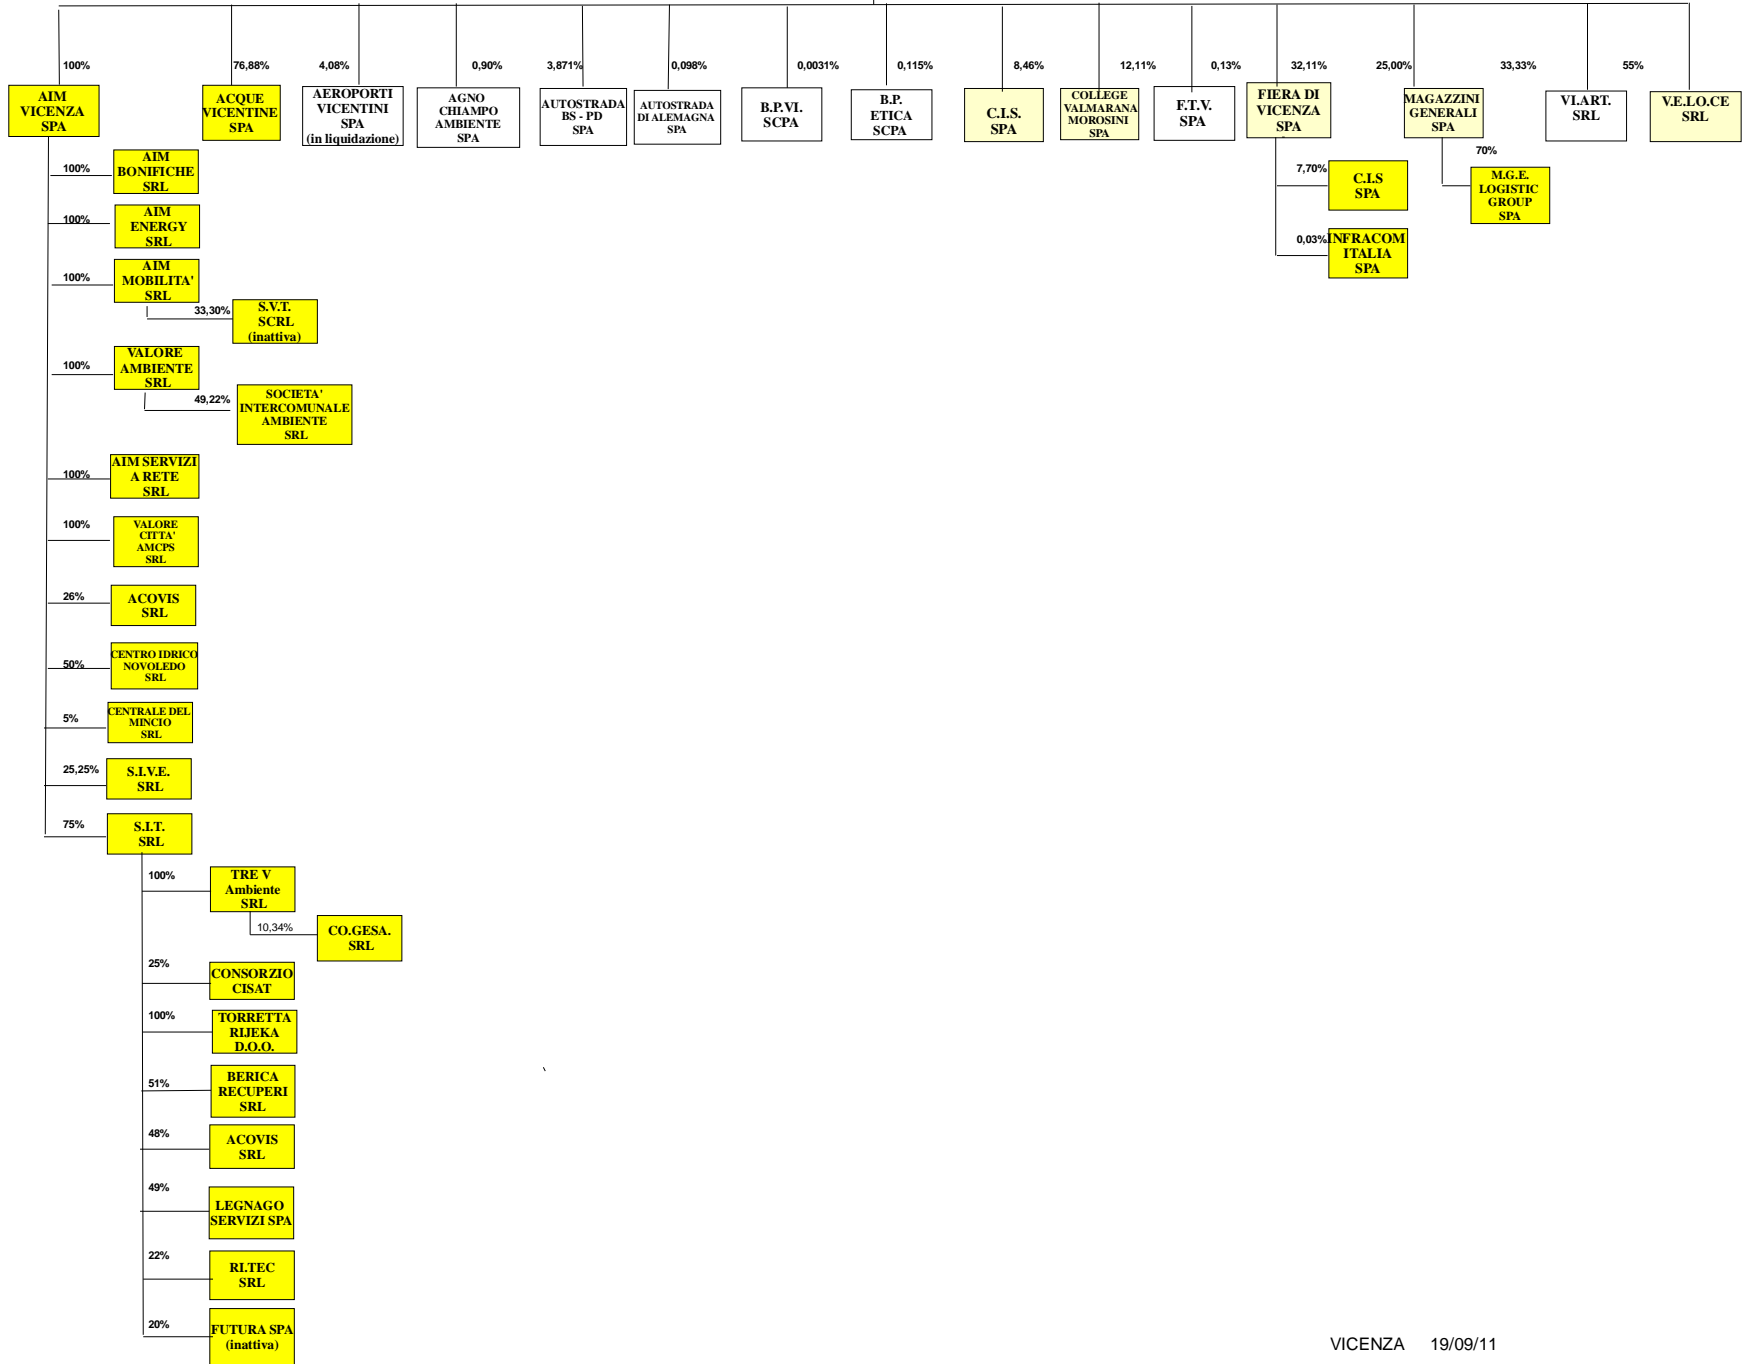 100%
76,88%
4,08%
0,90%
3,871%
0,098%
0,0031%
0,115%
8,46%
12,11%
0,13%
32,11%
25,00%
33,33%
55%
AIM
VICENZA
SPA
ACQUE
VICENTINE
SPA
AEROPORTI
VICENTINI
SPA
(in liquidazione)
AGNO
CHIAMPO
AMBIENTE
SPA
AUTOSTRADA
BS - PD
SPA
AUTOSTRADA
DI ALEMAGNA
SPA
B.P.VI.
SCPA
B.P.
ETICA
SCPA
C.I.S.
SPA
COLLEGE
VALMARANA
MOROSINI
SPA
F.T.V.
SPA
FIERA DI
VICENZA
SPA
MAGAZZINI
GENERALI
SPA
VI.ART.
SRL
V.E.LO.CE
SRL
100%
AIM
BONIFICHE
SRL
7,70%
C.I.S
SPA
70%
M.G.E.
LOGISTIC
GROUP
SPA
100%
AIM
ENERGY
SRL
0,03%
INFRACOM
ITALIA
SPA
100%
AIM
MOBILITA'
SRL
33,30%
S.V.T.
SCRL
(inattiva)
100%
VALORE
AMBIENTE
SRL
49,22%
SOCIETA'
INTERCOMUNALE
AMBIENTE
SRL
100%
AIM SERVIZI
A RETE
SRL
100%
VALORE
CITTA'
AMCPS
SRL
26%
ACOVIS
SRL
50%
CENTRO IDRICO
NOVOLEDO
SRL
5%
CENTRALE DEL
MINCIO
SRL
25,25%
S.I.V.E.
SRL
75%
S.I.T.
SRL
100%
TRE V
Ambiente
SRL
10,34%
CO.GESA.
SRL
25%
CONSORZIO
CISAT
100%
TORRETTA
RIJEKA
D.O.O.
51%
BERICA
RECUPERI
SRL
48%
ACOVIS
SRL
49%
LEGNAGO
SERVIZI SPA
22%
RI.TEC
SRL
20%
FUTURA SPA
(inattiva)
VICENZA 19/09/11